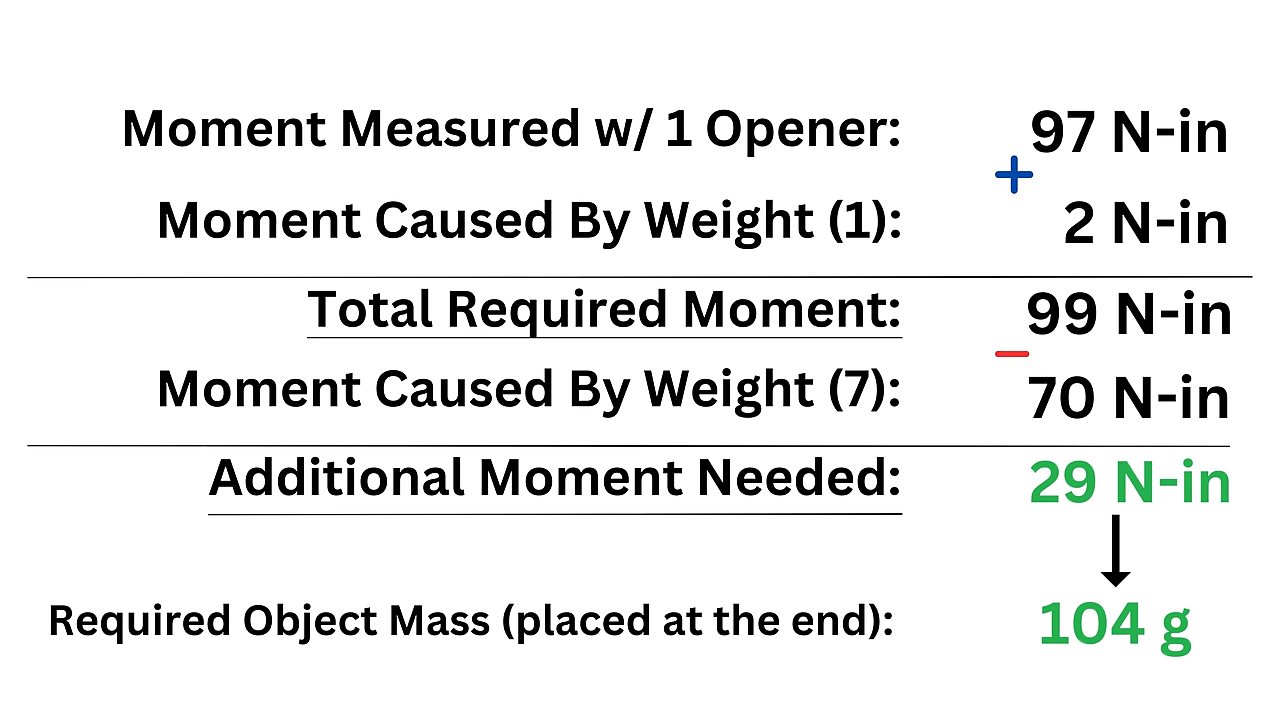 Moment Measured w/ 1 Opener: 97 N-in
+
Moment Caused By Weight (1): 2 N-in
Total Required Moment: 99 N-in
−
Moment Caused By Weight (7): 70 N-in
Additional Moment Needed: 29 N-in
Required Object Mass (placed at the end): 104 g